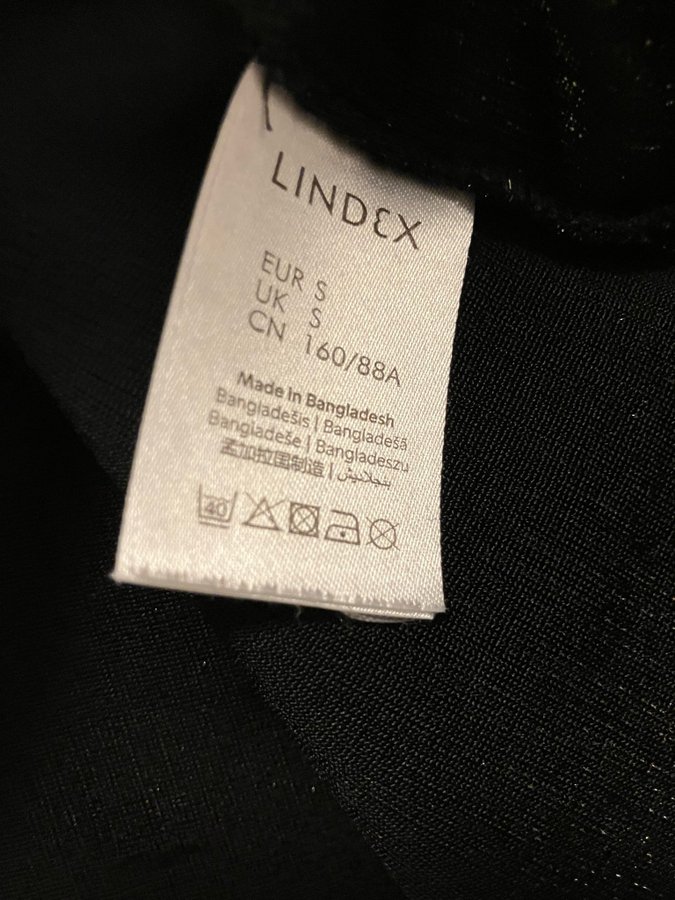 LINDEX
EUR S
UK S
CN 160/88A
Made in Bangladesh
Bangladešis | Bangladešā
Bangladeše | Bangladeszu
孟加拉国制造 | بنجلاديش
40